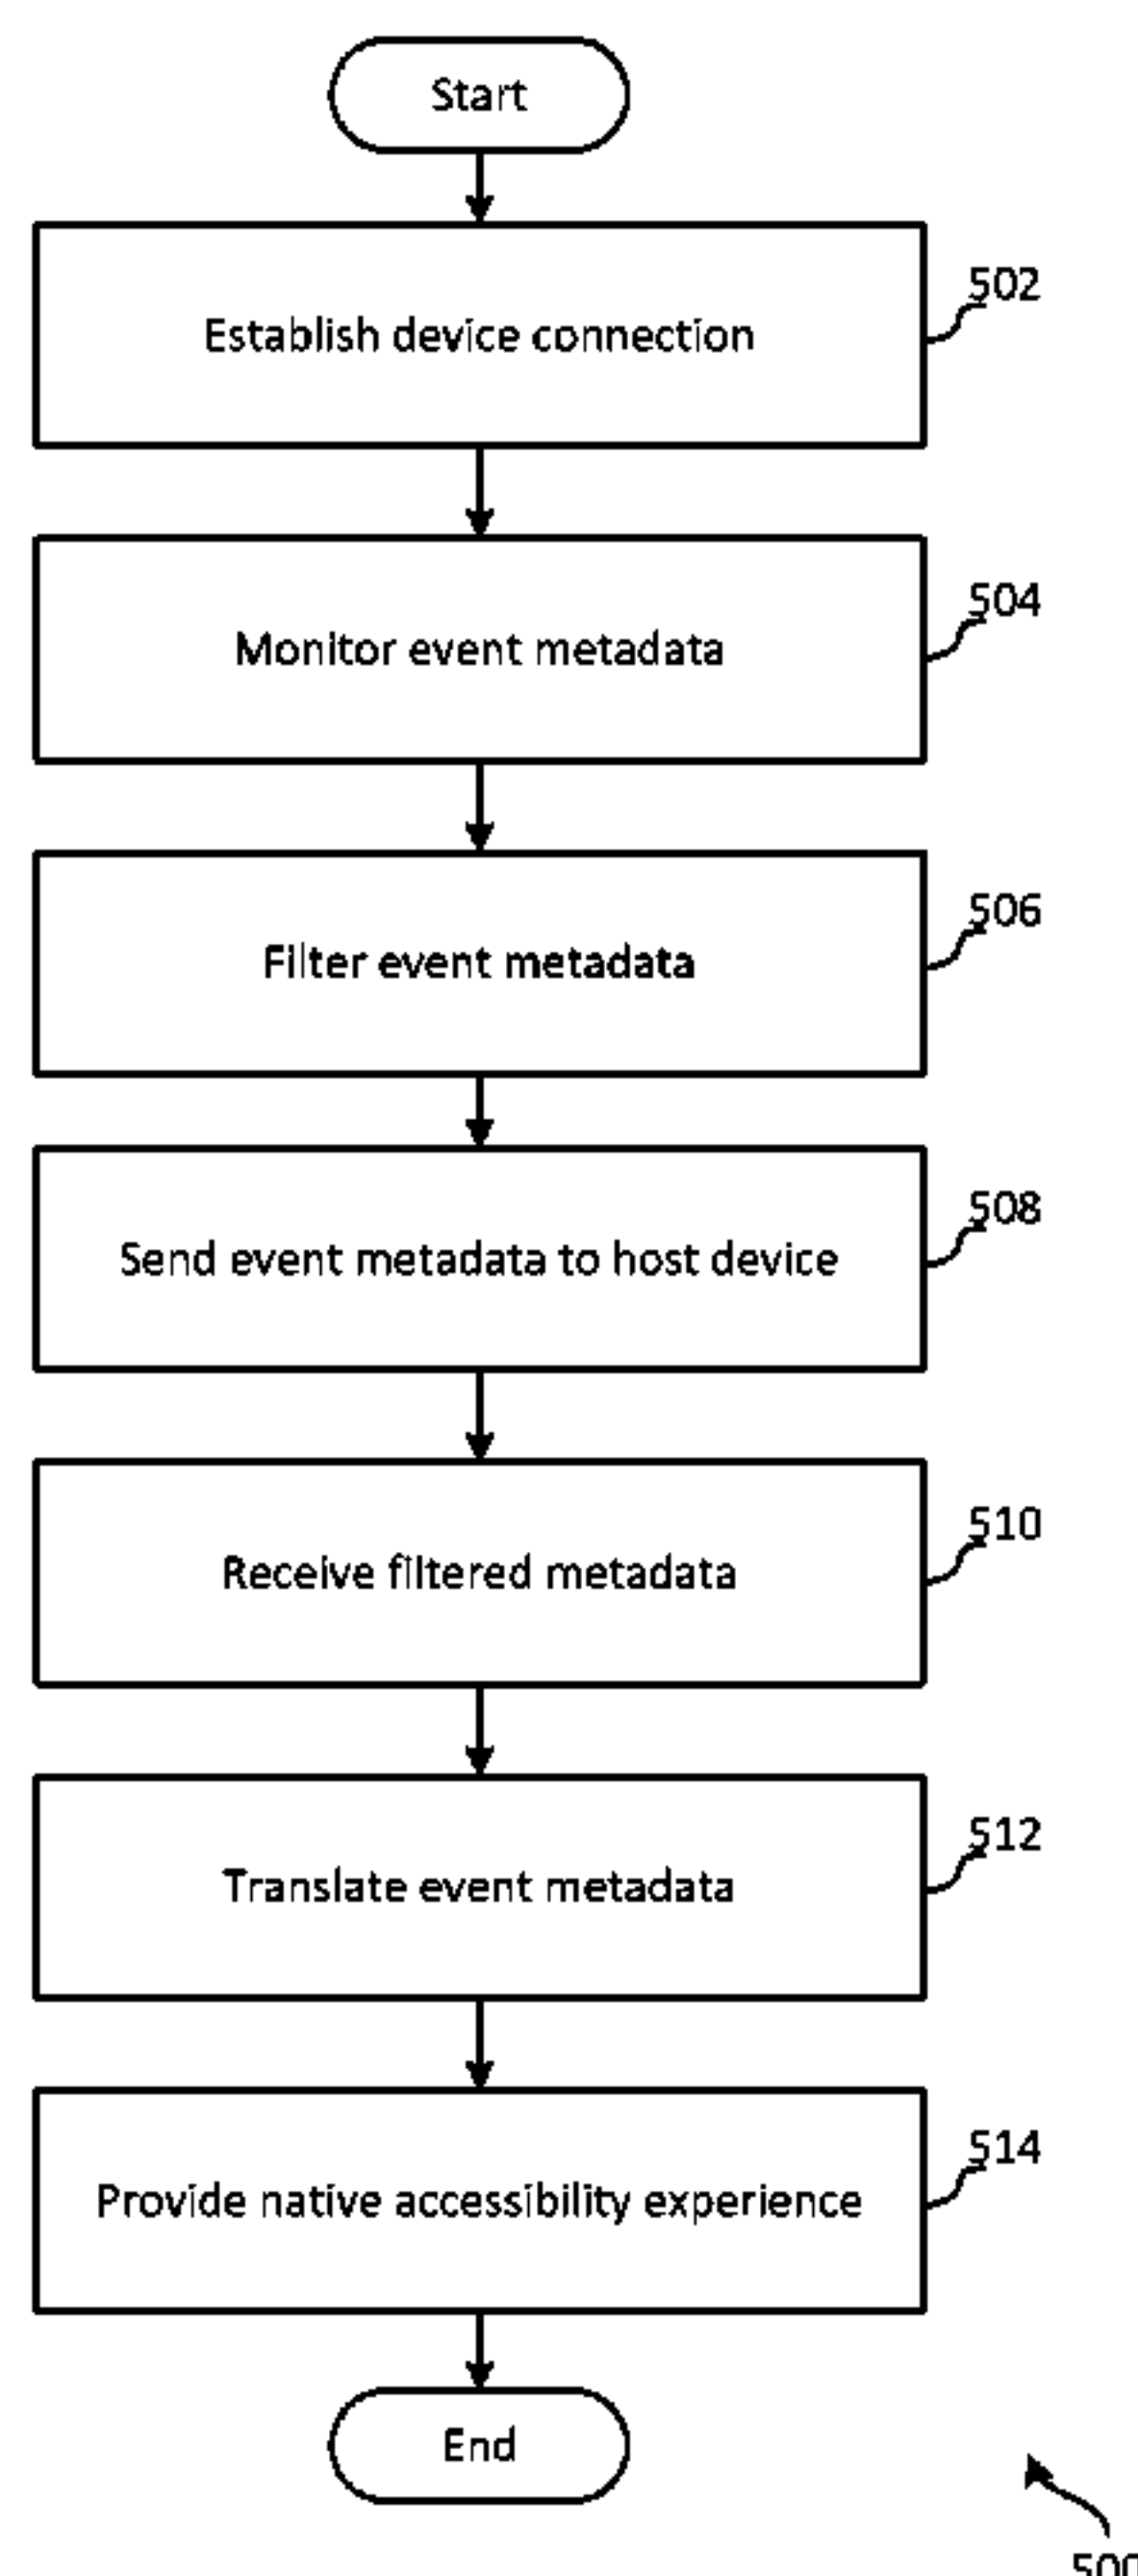 Start
Establish device connection
502
Monitor event metadata
504
Filter event metadata
506
Send event metadata to host device
508
Receive filtered metadata
510
Translate event metadata
512
Provide native accessibility experience
514
End
500